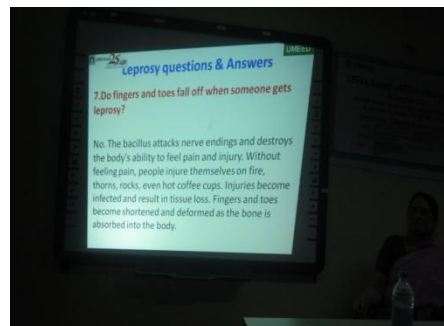 25
UMEED
Leprosy questions & Answers
7.Do fingers and toes fall off when someone gets
leprosy?
No. The bacillus attacks nerve endings and destroys
the body's ability to feel pain and injury. Without
feeling pain, people injure themselves on fire,
thorns, rocks, even hot coffee cups. Injuries become
infected and result in tissue loss. Fingers and toes
become shortened and deformed as the bone is
absorbed into the body.